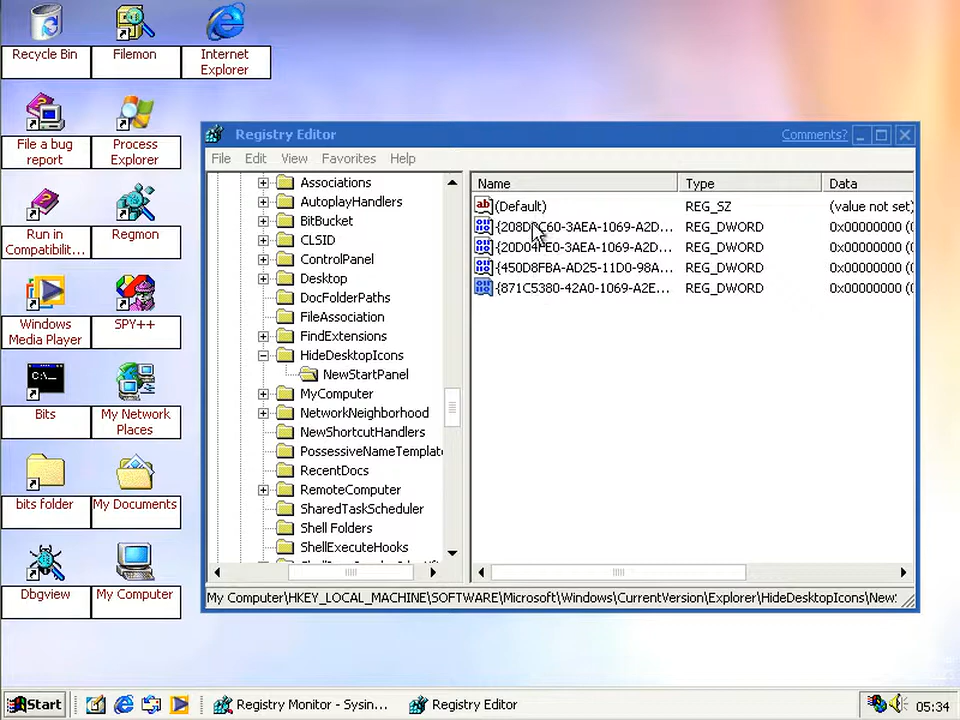 Recycle Bin
Filemon
Internet
Explorer
File a bug
report
Process
Explorer
Run in
Compatibilit...
Regmon
Windows
Media Player
SPY++
C:\_
Bits
My Network
Places
bits folder
My Documents
Dbgview
My Computer
Registry Editor
Comments?
File Edit View Favorites Help
Associations
AutoplayHandlers
BitBucket
CLSID
ControlPanel
Desktop
DocFolderPaths
FileAssociation
FindExtensions
HideDesktopIcons
NewStartPanel
MyComputer
NetworkNeighborhood
NewShortcutHandlers
PossessiveNameTemplate
RecentDocs
RemoteComputer
SharedTaskScheduler
Shell Folders
ShellExecuteHooks
Name Type Data
ab (Default) REG_SZ (value not set)
REG_DWORD 0x00000000 (
{20D04FE0-3AEA-1069-A2D... REG_DWORD 0x00000000 (
{450D8FBA-AD25-11D0-98A... REG_DWORD 0x00000000 (
{871C5380-42A0-1069-A2E... REG_DWORD 0x00000000 (
My Computer\HKEY_LOCAL_MACHINE\SOFTWARE\Microsoft\Windows\CurrentVersion\Explorer\HideDesktopIcons\New
Start
Registry Monitor - Sysin...
Registry Editor
05:34